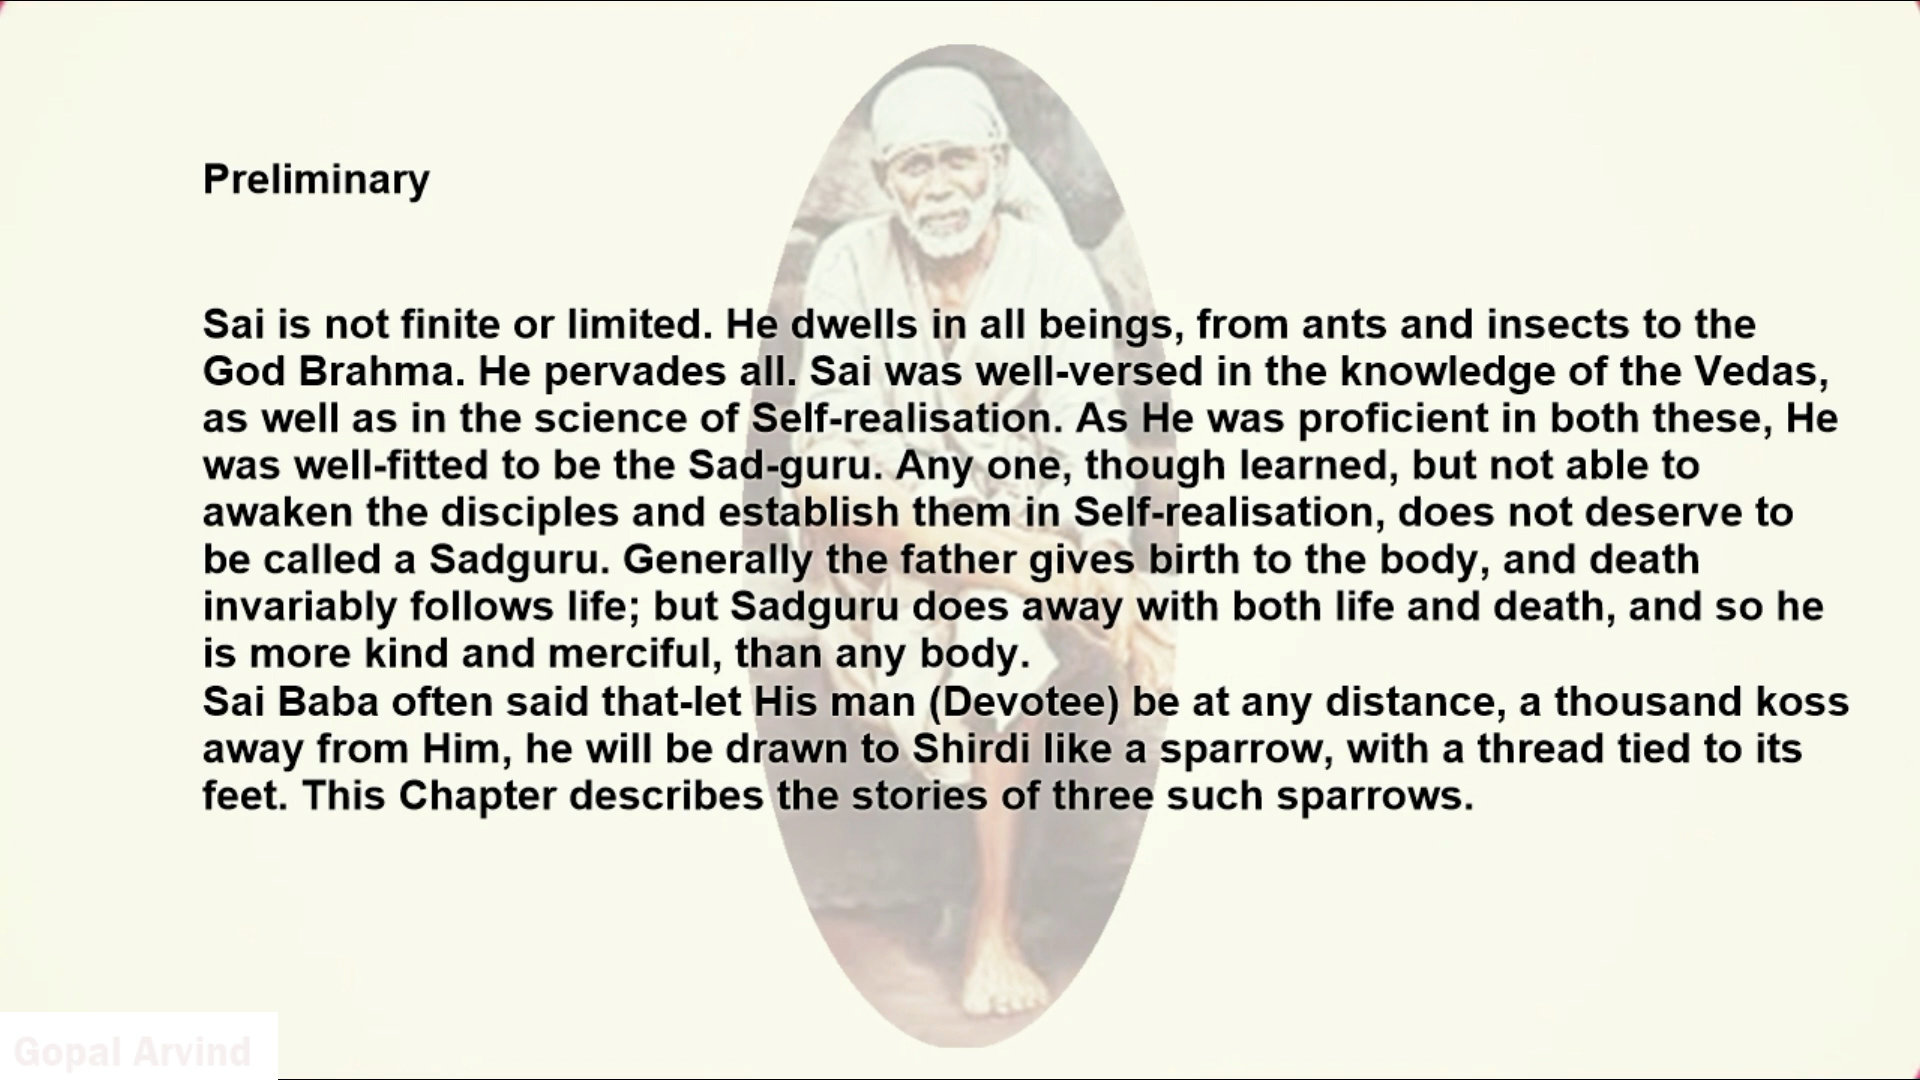 Preliminary
Sai is not finite or limited. He dwells in all beings, from ants and insects to the
God Brahma. He pervades all. Sai was well-versed in the knowledge of the Vedas,
as well as in the science of Self-realisation. As He was proficient in both these, He
was well-fitted to be the Sad-guru. Any one, though learned, but not able to
awaken the disciples and establish them in Self-realisation, does not deserve to
be called a Sadguru. Generally the father gives birth to the body, and death
invariably follows life; but Sadguru does away with both life and death, and so he
is more kind and merciful, than any body.
Sai Baba often said that-let His man (Devotee) be at any distance, a thousand koss
away from Him, he will be drawn to Shirdi like a sparrow, with a thread tied to its
feet. This Chapter describes the stories of three such sparrows.
Gopal Arvind